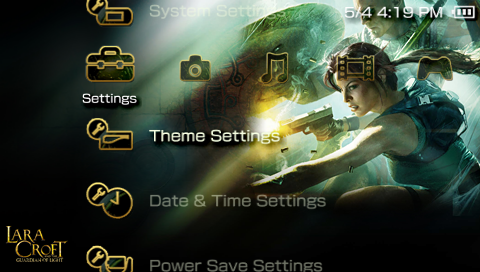 System Settings
5/4 4:19 PM
Settings
Theme Settings
Date & Time Settings
LARA
CROFT
GUARDIAN OF LIGHT
Power Save Settings